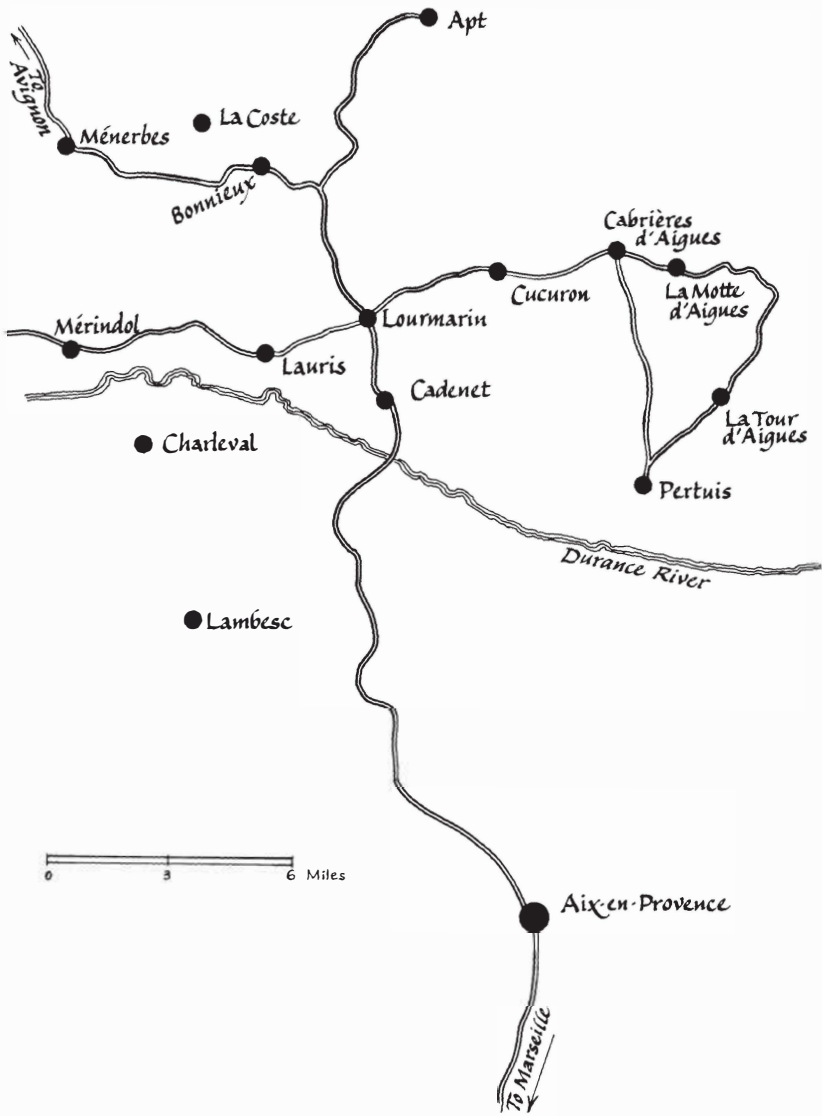 Apt
To
Avignon
La Coste
Ménerbes
Bonnieux
Cabrières
d'Aigues
Cucuron
La Motte
d'Aigues
Mérindol
Lourmarin
Lauris
Cadenet
La Tour
d'Aigues
Charleval
Pertuis
Durance River
Lambesc
0 3 6 Miles
Aix-en-Provence
To Marseille